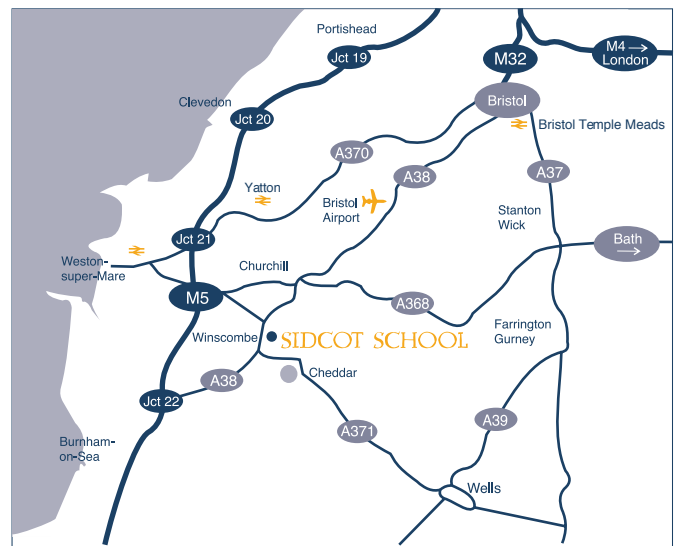 Portishead
M4
London
Jct 19
M32
Clevedon
Bristol
Jct 20
Bristol Temple Meads
A370
A38
A37
Yatton
Bristol
Airport
Stanton
Wick
Jct 21
Bath
Weston-
super-Mare
Churchill
M5
A368
Winscombe
SIDCOT SCHOOL
Farrington
Gurney
Cheddar
A38
Jct 22
A39
A371
Burnham-
on-Sea
Wells